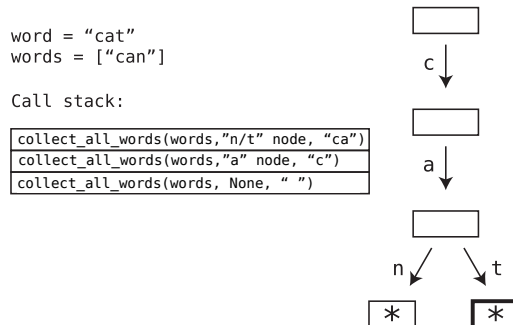 word = “cat”
words = [“can”]
Call stack:
collect_all_words(words,”n/t” node, “ca”)
collect_all_words(words,”a” node, “c”)
collect_all_words(words, None, “ ”)
c
a
n
t
*
*